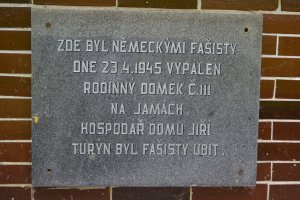 ZDE BYL NĚMECKÝMI FAŠISTY
DNE 23.4.1945 VYPÁLEN
RODINNÝ DOMEK Č.111
NA JAMÁCH.
HOSPODÁŘ DOMU JIŘÍ
TURYN BYL FAŠISTY UBIT.